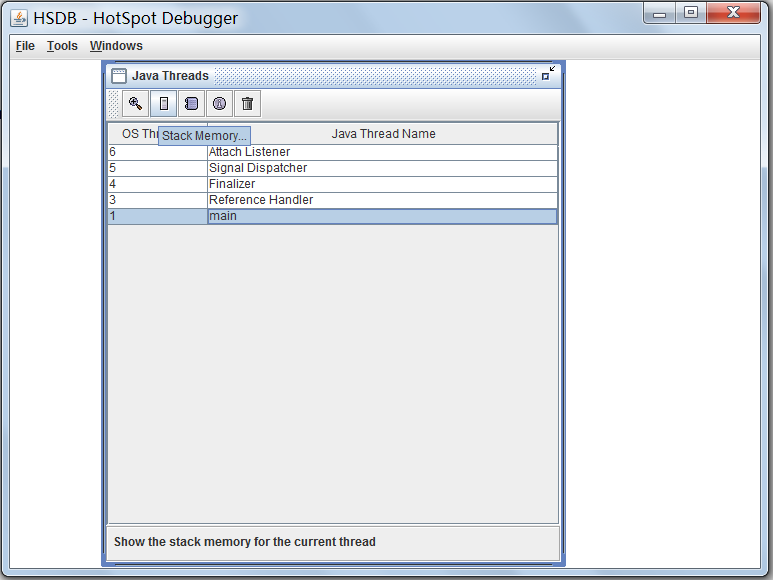 HSDB - HotSpot Debugger
File Tools Windows
Java Threads
OS Thr Java Thread Name
Stack Memory...
6 Attach Listener
5 Signal Dispatcher
4 Finalizer
3 Reference Handler
1 main
Show the stack memory for the current thread